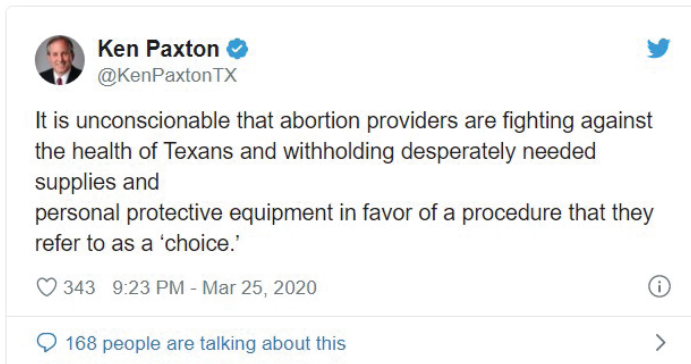 Ken Paxton
@KenPaxtonTX
It is unconscionable that abortion providers are fighting against
the health of Texans and withholding desperately needed
supplies and
personal protective equipment in favor of a procedure that they
refer to as a ‘choice.’
343 9:23 PM - Mar 25, 2020
168 people are talking about this